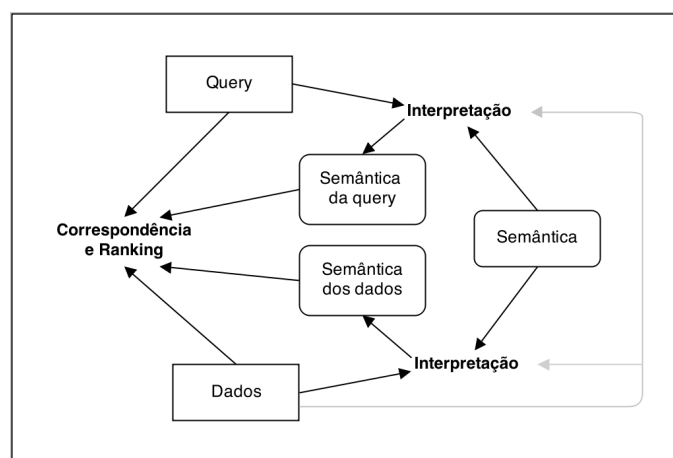 Query
Interpretação
Semântica
da query
Correspondência
e Ranking
Semântica
Semântica
dos dados
Interpretação
Dados